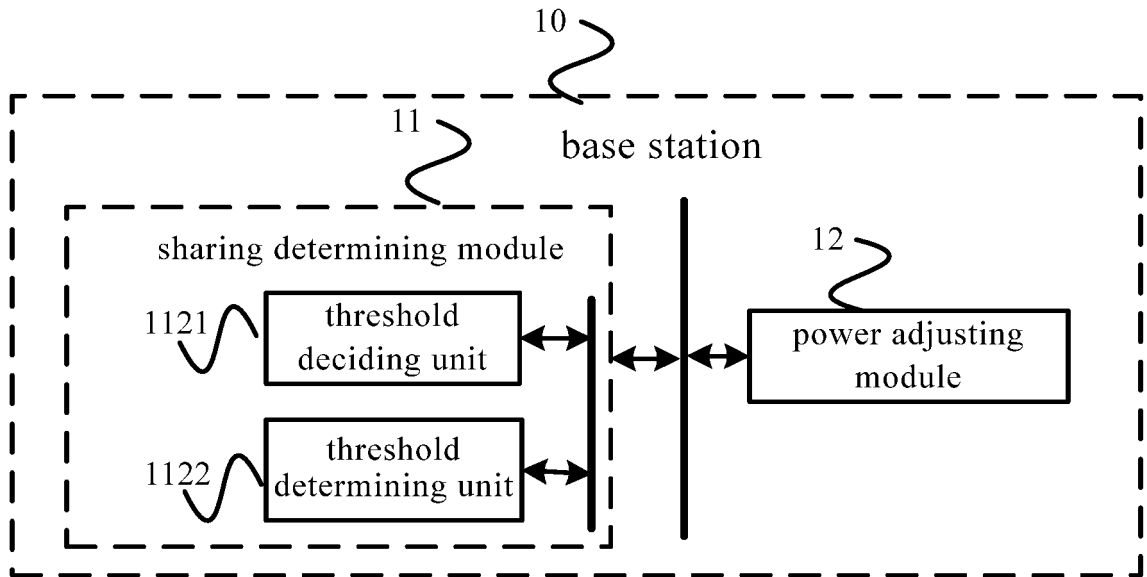 10
11
base station
sharing determining module
12
1121
threshold
deciding unit
power adjusting
module
1122
threshold
determining unit